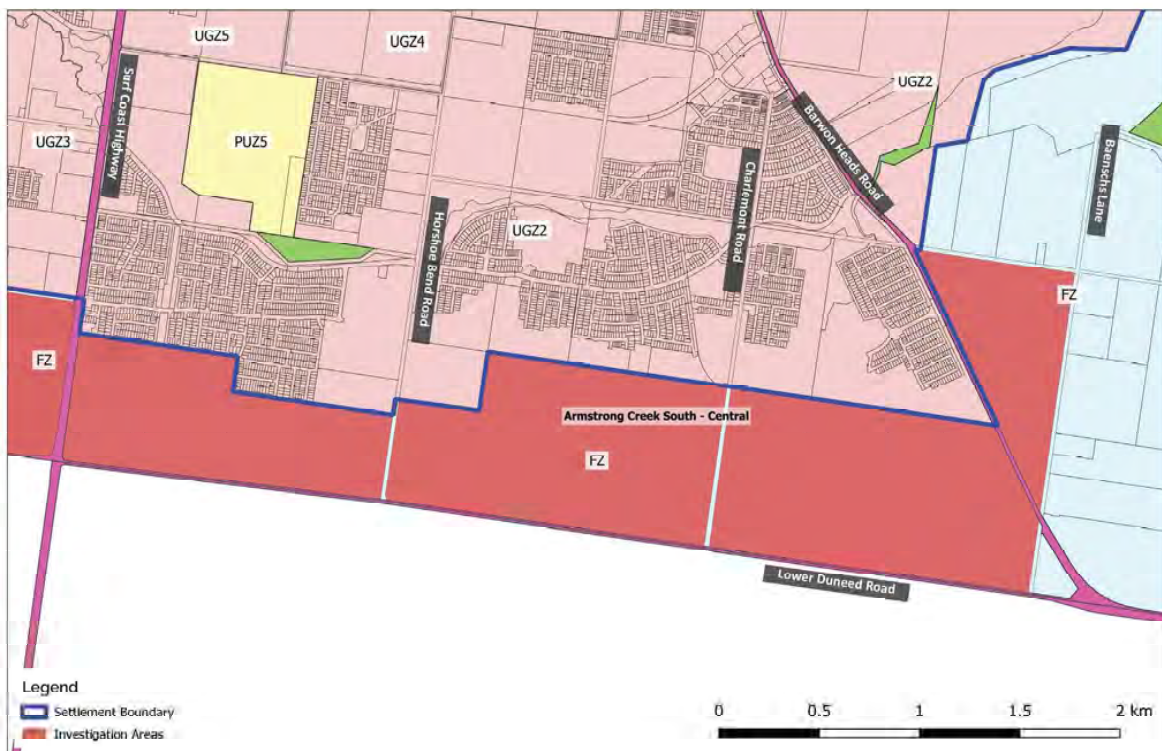 UGZ5
UGZ4
UGZ2
UGZ3
PUZ5
Surf Coast Highway
Barwon Heads Road
Baenschs Lane
Charlemont Road
Horshoe Bend Road
UGZ2
FZ
FZ
Armstrong Creek South - Central
FZ
Lower Duneed Road
Legend
Settlement Boundary
Investigation Areas
0 0.5 1 1.5 2 km